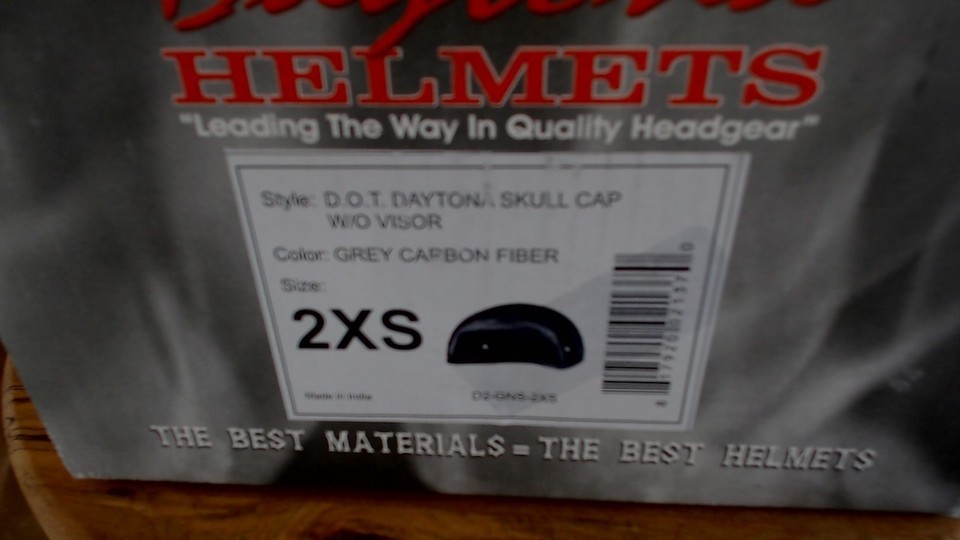 Daytona
HELMETS
"Leading The Way In Quality Headgear"
Style: D.O.T. DAYTONA SKULL CAP
W/O VISOR
Color: GREY CARBON FIBER
Size:
2XS
Made in India
D2-GNS-2XS
THE BEST MATERIALS = THE BEST HELMETS